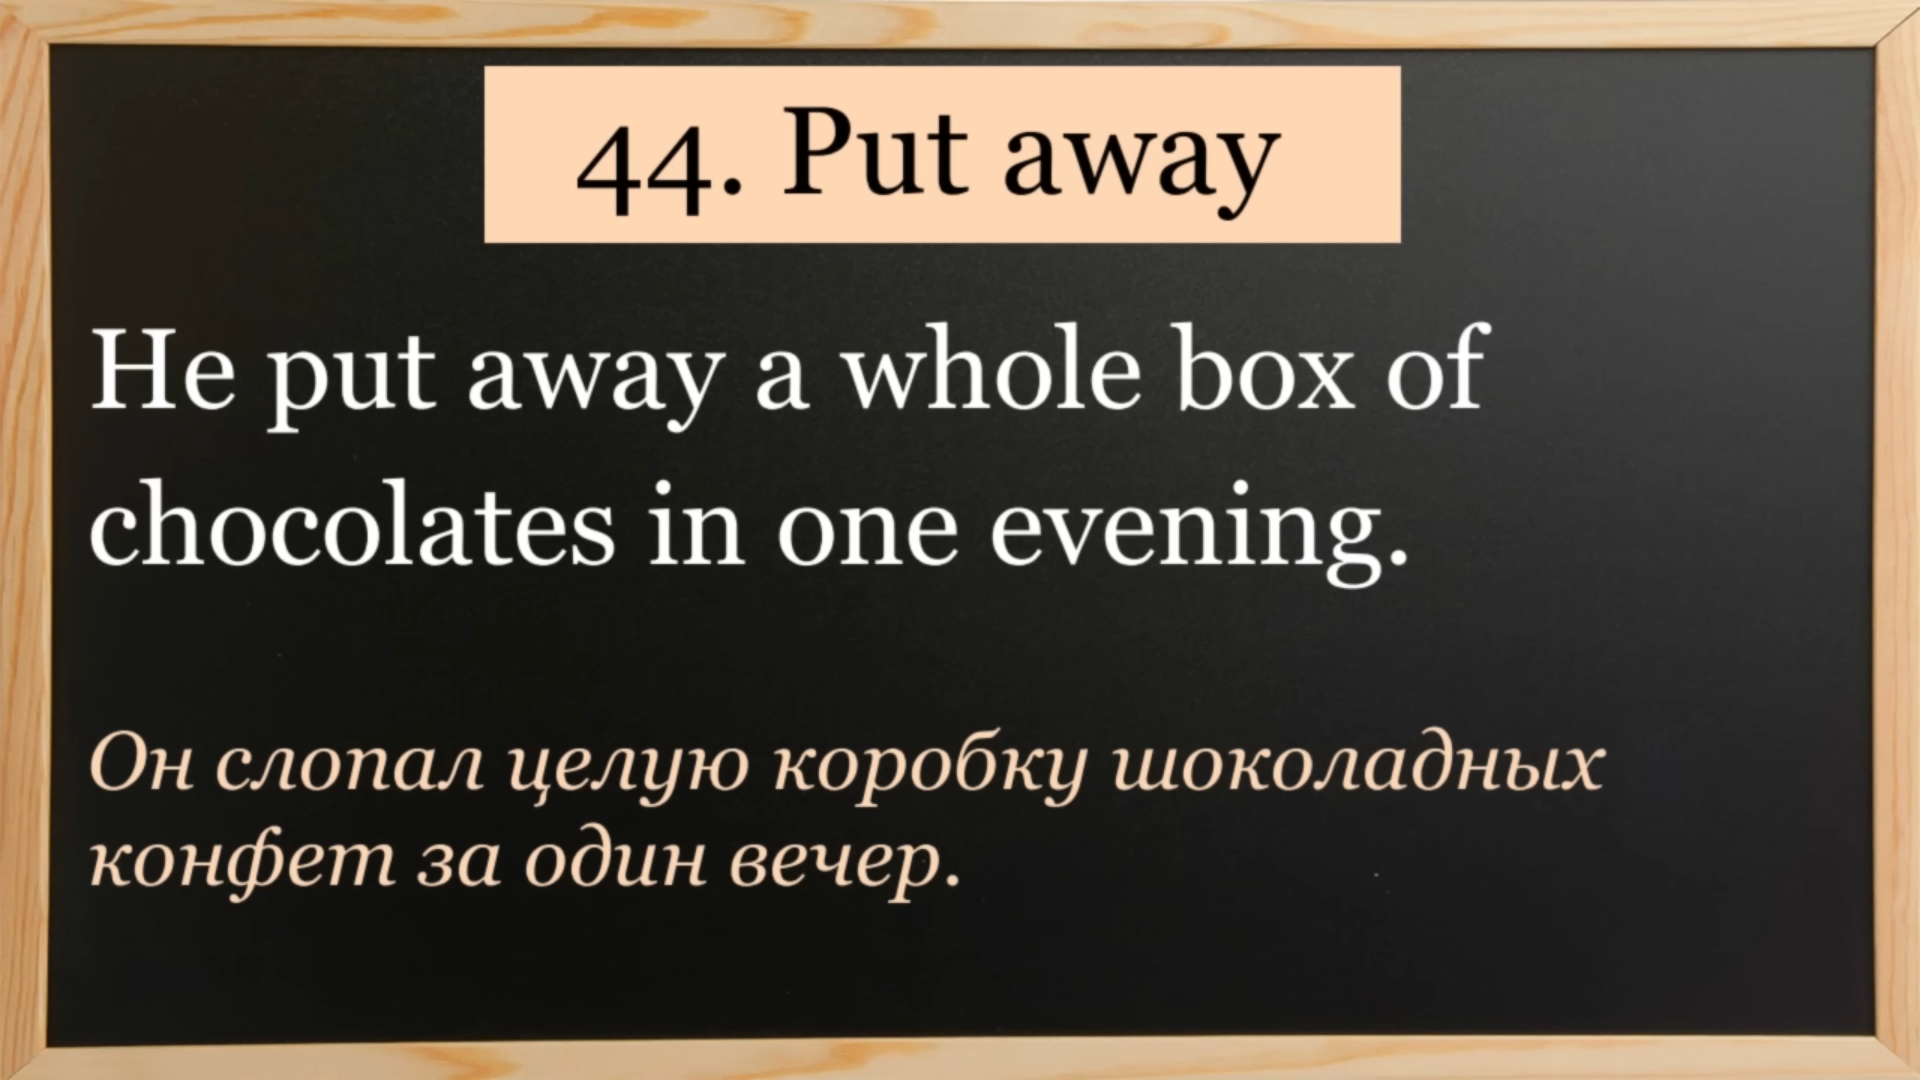 44. Put away
He put away a whole box of
chocolates in one evening.
Он слопал целую коробку шоколадных
конфет за один вечер.